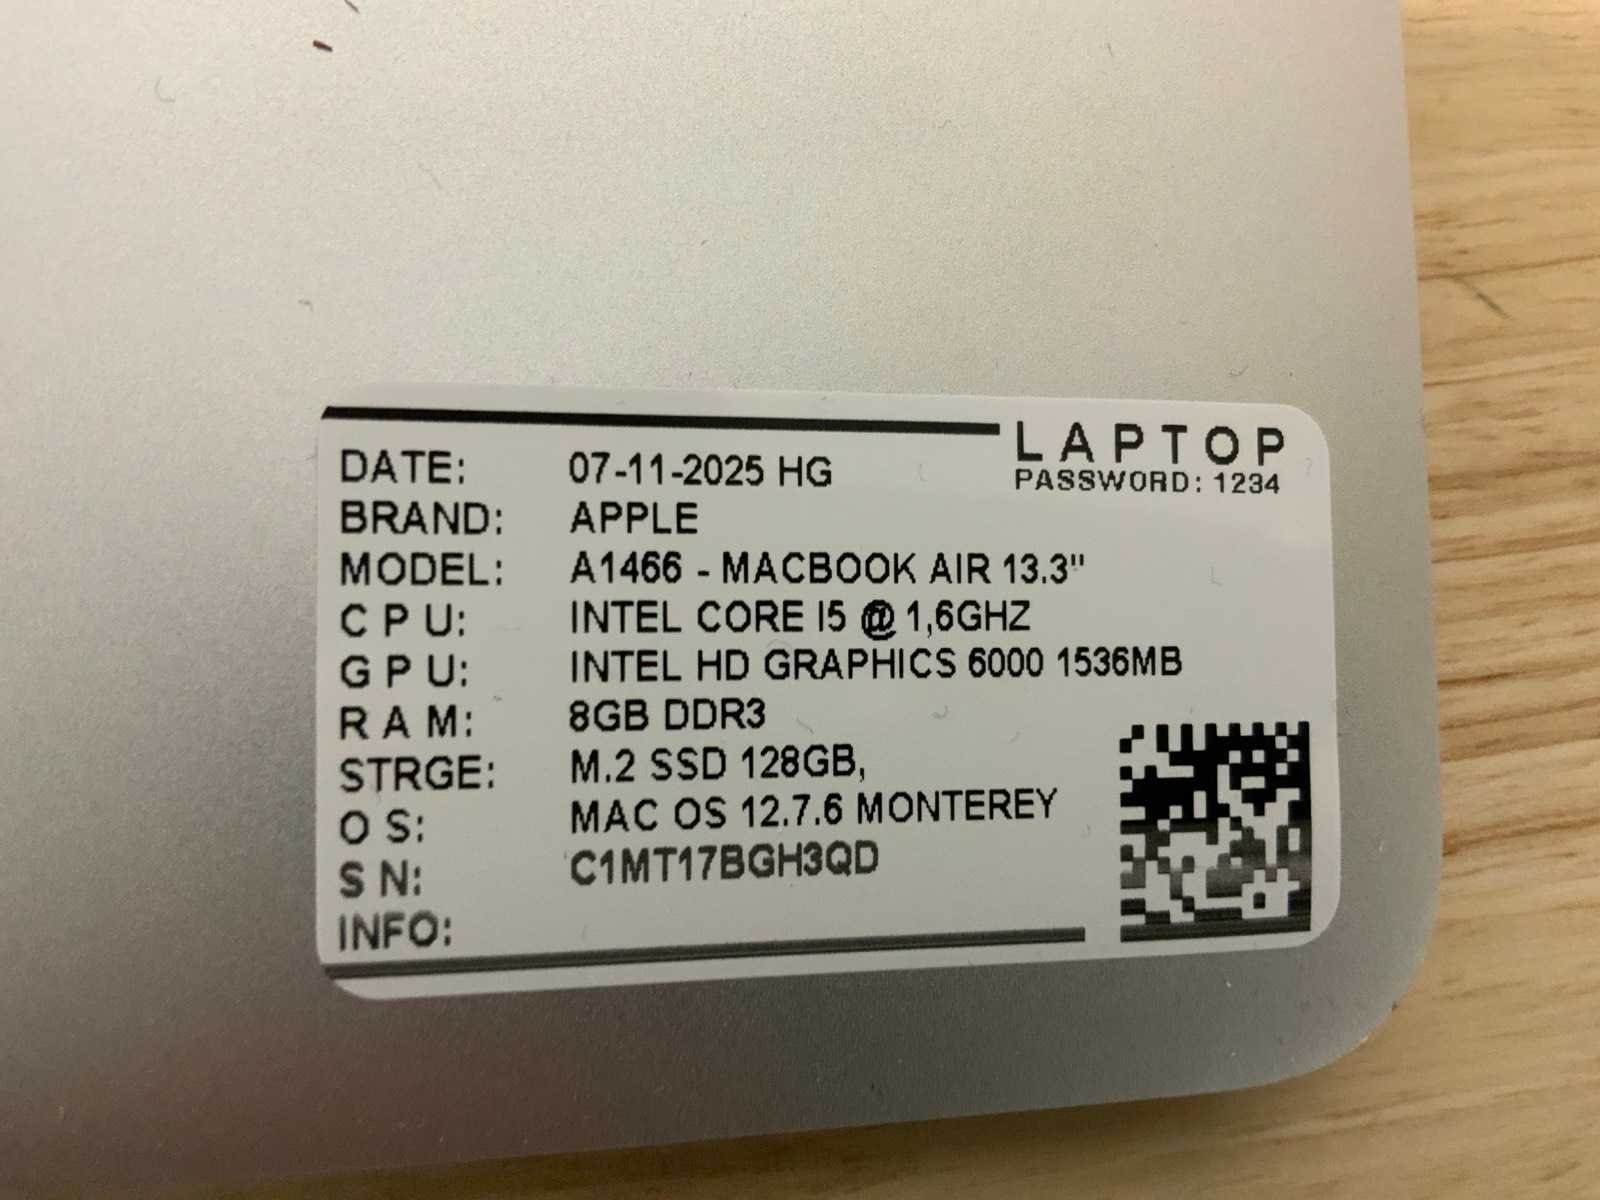 LAPTOP
PASSWORD: 1234
DATE: 07-11-2025 HG
BRAND: APPLE
MODEL: A1466 - MACBOOK AIR 13.3"
C P U: INTEL CORE I5 @ 1,6GHZ
G P U: INTEL HD GRAPHICS 6000 1536MB
R A M: 8GB DDR3
STRGE: M.2 SSD 128GB,
O S: MAC OS 12.7.6 MONTEREY
S N: C1MT17BGH3QD
INFO: